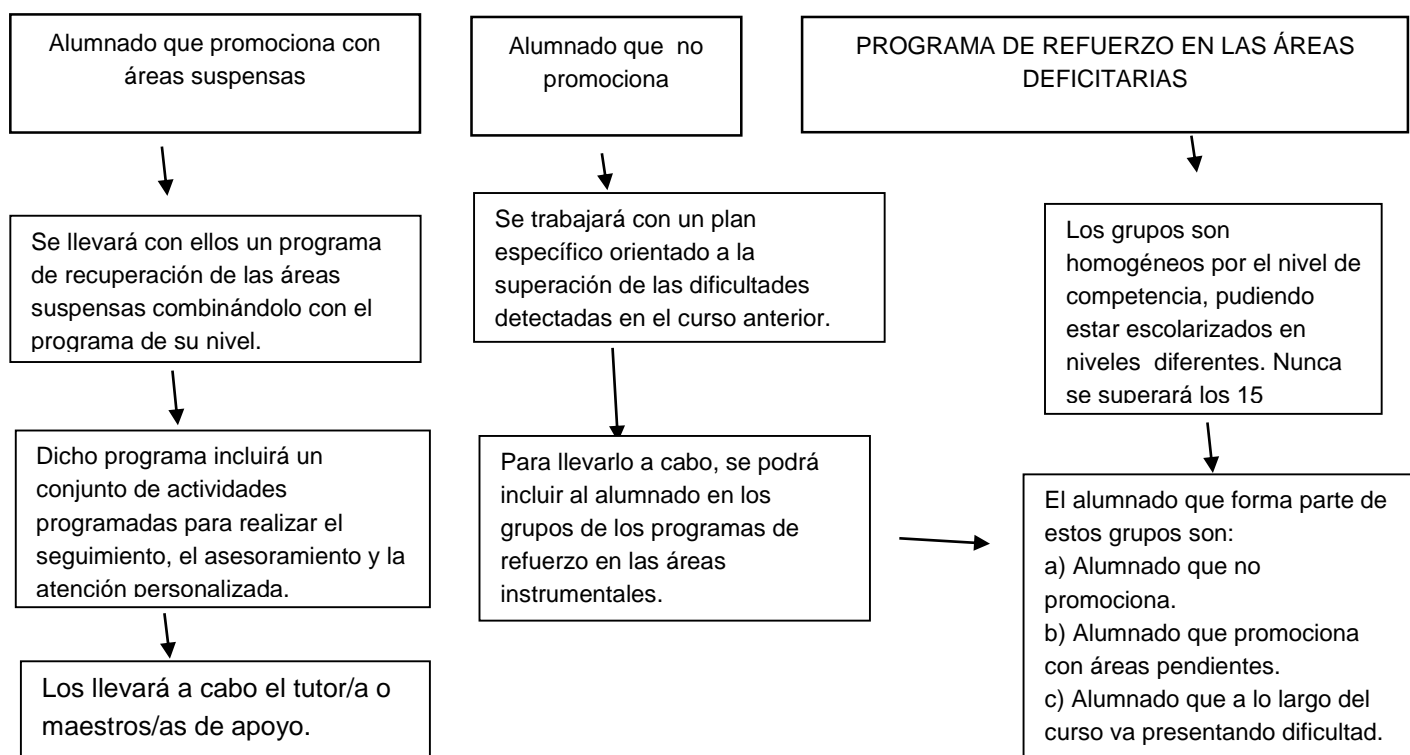 Alumnado que promociona con
áreas suspensas
Se llevará con ellos un programa
de recuperación de las áreas
suspensas combinándolo con el
programa de su nivel.
Dicho programa incluirá un
conjunto de actividades
programadas para realizar el
seguimiento, el asesoramiento y la
atención personalizada.
Los llevará a cabo el tutor/a o
maestros/as de apoyo.
Alumnado que no
promociona
Se trabajará con un plan
específico orientado a la
superación de las dificultades
detectadas en el curso anterior.
Para llevarlo a cabo, se podrá
incluir al alumnado en los
grupos de los programas de
refuerzo en las áreas
instrumentales.
PROGRAMA DE REFUERZO EN LAS ÁREAS
DEFICITARIAS
Los grupos son
homogéneos por el nivel de
competencia, pudiendo
estar escolarizados en
niveles diferentes. Nunca
se superará los 15
El alumnado que forma parte de
estos grupos son:
a) Alumnado que no
promociona.
b) Alumnado que promociona
con áreas pendientes.
c) Alumnado que a lo largo del
curso va presentando dificultad.